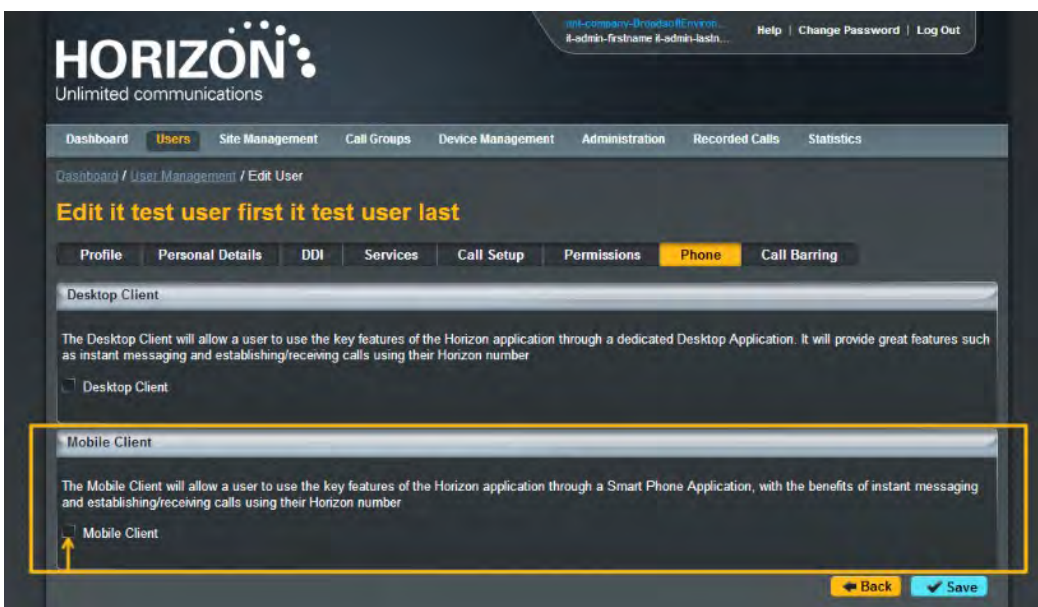 HORIZON
Unlimited communications
it-admin-firstname it-admin-lastn...
Help | Change Password | Log Out
Dashboard Users Site Management Call Groups Device Management Administration Recorded Calls Statistics
Dashboard / User Management / Edit User
Edit it test user first it test user last
Profile Personal Details DDI Services Call Setup Permissions Phone Call Barring
Desktop Client
The Desktop Client will allow a user to use the key features of the Horizon application through a dedicated Desktop Application. It will provide great features such
as instant messaging and establishing/receiving calls using their Horizon number
Desktop Client
Mobile Client
The Mobile Client will allow a user to use the key features of the Horizon application through a Smart Phone Application, with the benefits of instant messaging
and establishing/receiving calls using their Horizon number
Mobile Client
Back Save